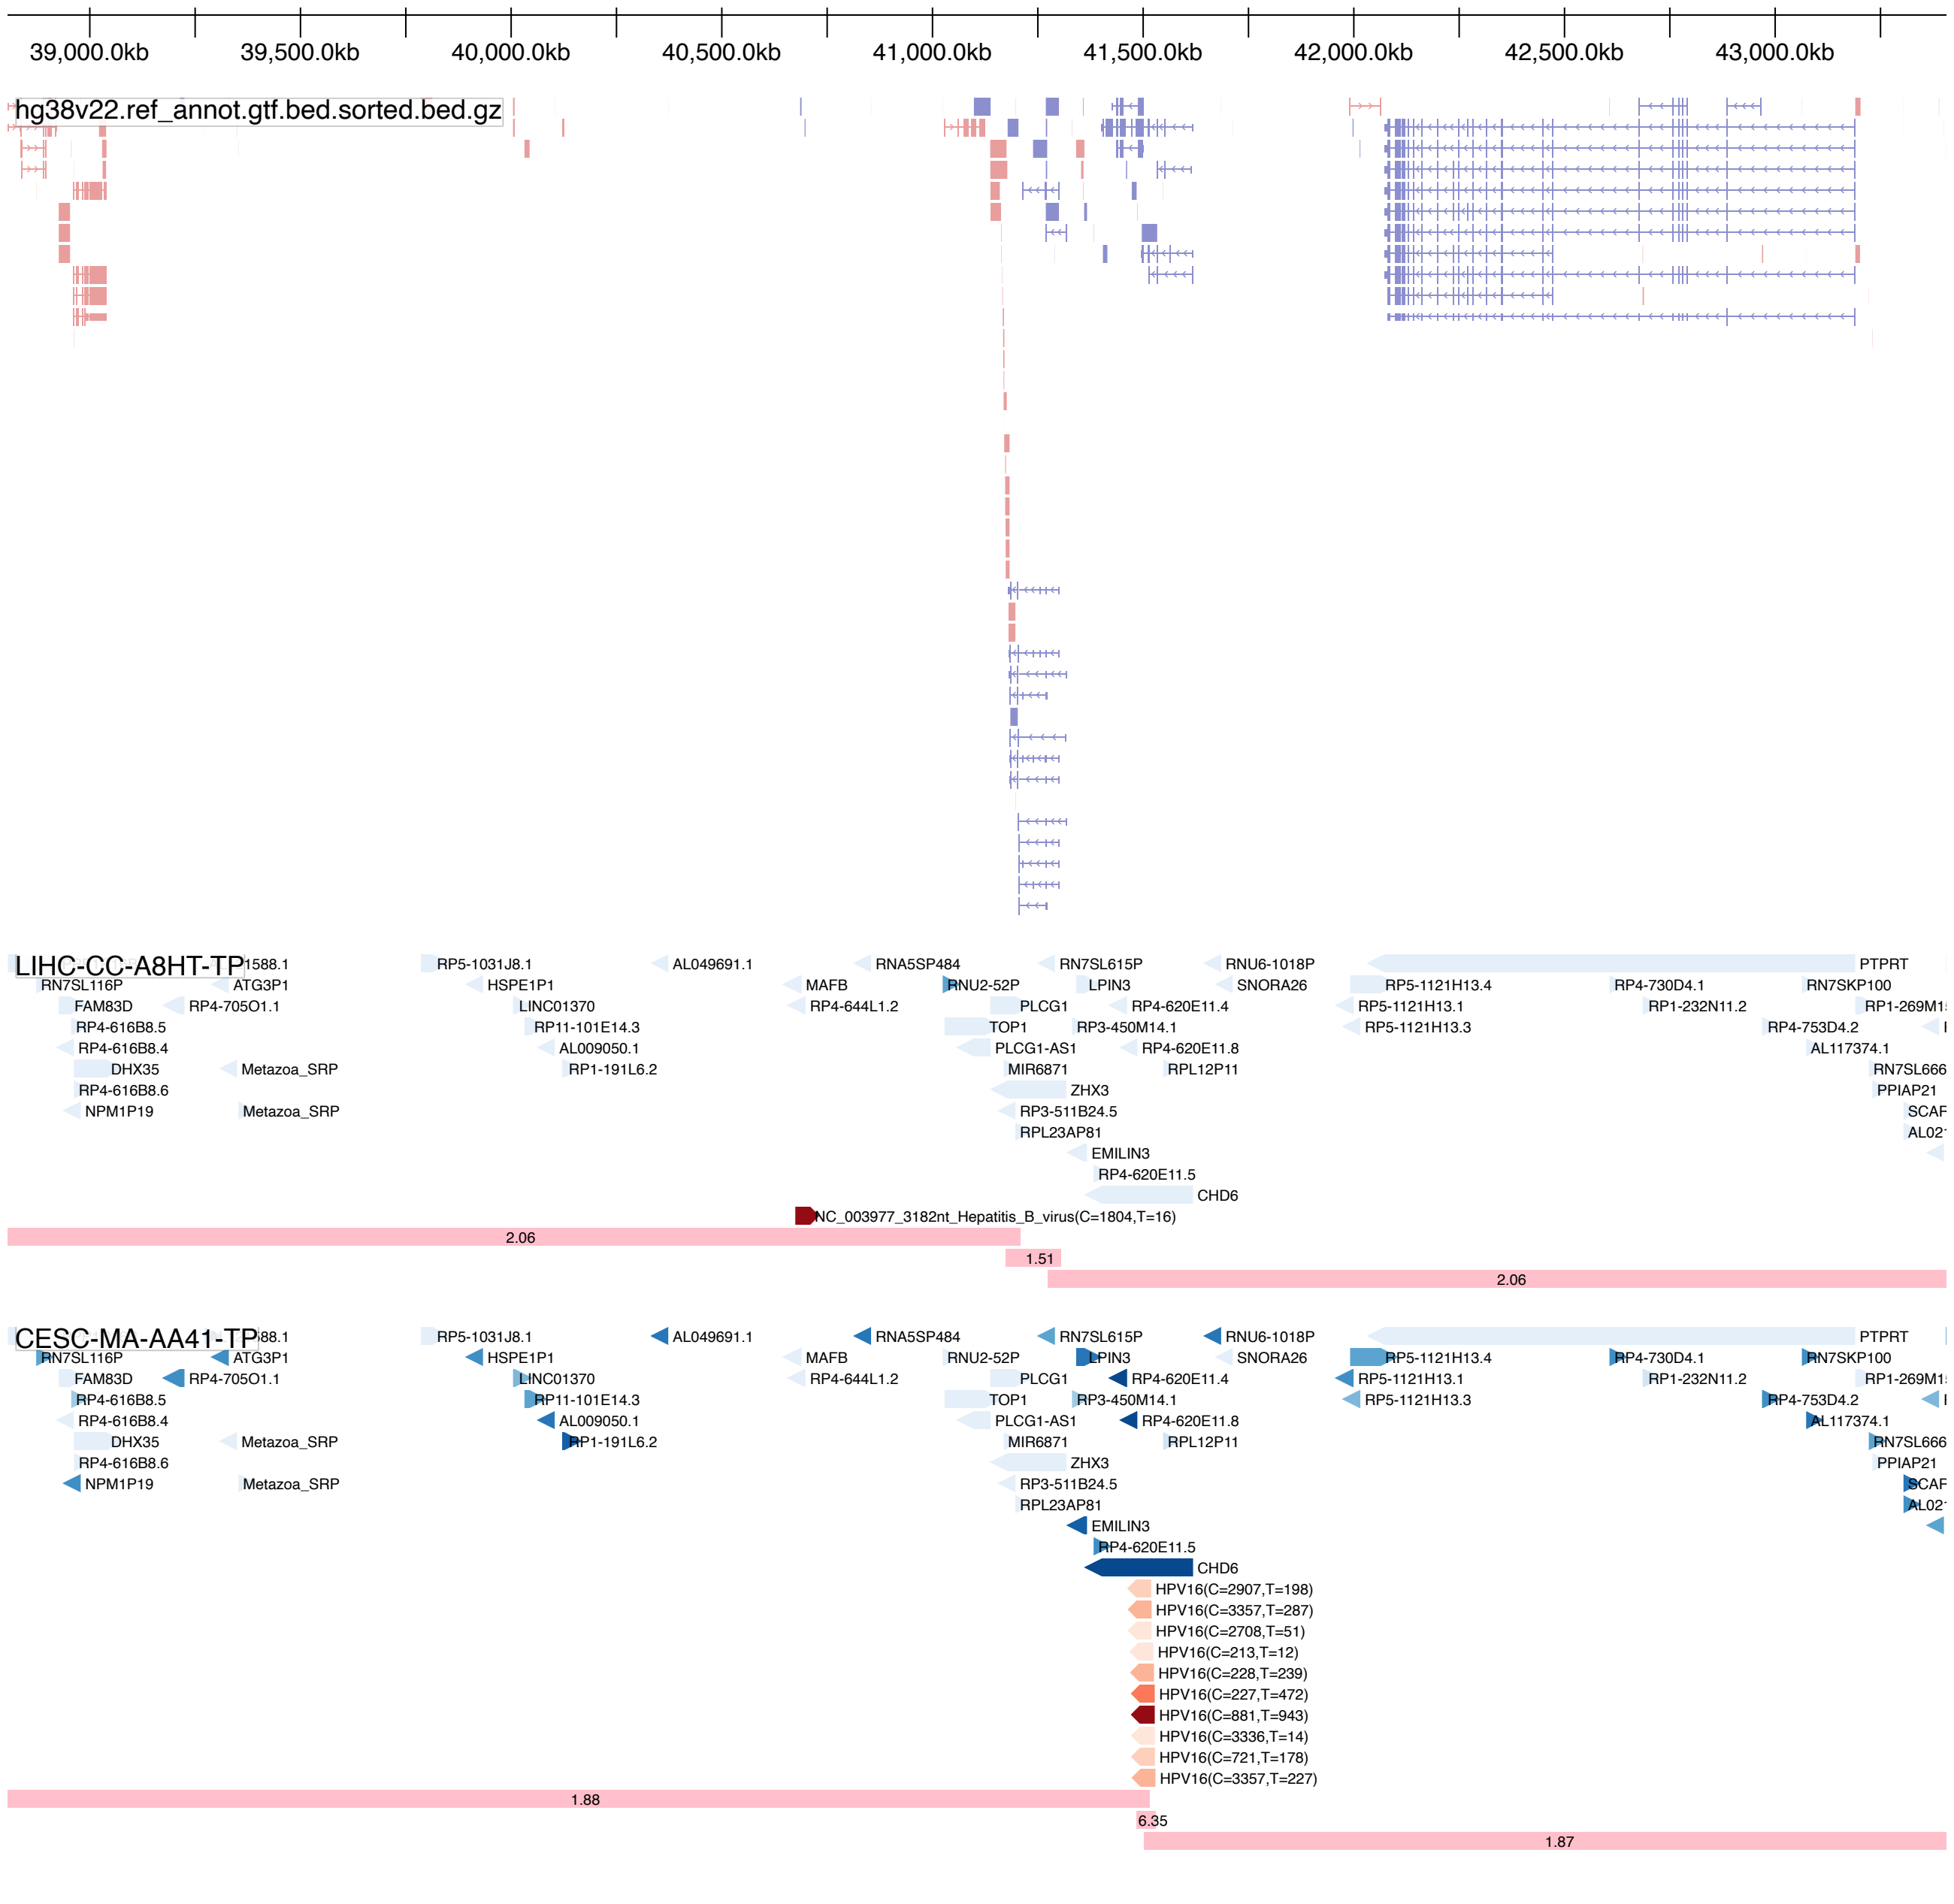 39,000.0kb 39,500.0kb 40,000.0kb 40,500.0kb 41,000.0kb 41,500.0kb 42,000.0kb 42,500.0kb 43,000.0kb
hg38v22.ref_annot.gtf.bed.sorted.bed.gz
LIHC-CC-A8HT-TP 1588.1 RP5-1031J8.1 AL049691.1 RNA5SP484 RN7SL615P RNU6-1018P PTPRT
RN7SL116P ATG3P1 HSPE1P1 MAFB RNU2-52P LPIN3 SNORA26 RP5-1121H13.4 RP4-730D4.1 RN7SKP100
FAM83D RP4-705O1.1 LINC01370 RP4-644L1.2 PLCG1 RP4-620E11.4 RP5-1121H13.1 RP1-232N11.2 RP1-269M1
RP4-616B8.5 RP11-101E14.3 TOP1 RP3-450M14.1 RP5-1121H13.3 RP4-753D4.2
RP4-616B8.4 AL009050.1 PLCG1-AS1 RP4-620E11.8 AL117374.1
DHX35 Metazoa_SRP RP1-191L6.2 MIR6871 RPL12P11 RN7SL666
RP4-616B8.6 ZHX3 PPIAP21
NPM1P19 Metazoa_SRP RP3-511B24.5 SCAF
RPL23AP81 AL02
EMILIN3
RP4-620E11.5
CHD6
NC_003977_3182nt_Hepatitis_B_virus(C=1804,T=16)
2.06
1.51
2.06
CESC-MA-AA41-TP 588.1 RP5-1031J8.1 AL049691.1 RNA5SP484 RN7SL615P RNU6-1018P PTPRT
RN7SL116P ATG3P1 HSPE1P1 MAFB RNU2-52P LPIN3 SNORA26 RP5-1121H13.4 RP4-730D4.1 RN7SKP100
FAM83D RP4-705O1.1 LINC01370 RP4-644L1.2 PLCG1 RP4-620E11.4 RP5-1121H13.1 RP1-232N11.2 RP1-269M1
RP4-616B8.5 RP11-101E14.3 TOP1 RP3-450M14.1 RP5-1121H13.3 RP4-753D4.2
RP4-616B8.4 AL009050.1 PLCG1-AS1 RP4-620E11.8 AL117374.1
DHX35 Metazoa_SRP RP1-191L6.2 MIR6871 RPL12P11 RN7SL666
RP4-616B8.6 ZHX3 PPIAP21
NPM1P19 Metazoa_SRP RP3-511B24.5 SCAF
RPL23AP81 AL02
EMILIN3
RP4-620E11.5
CHD6
HPV16(C=2907,T=198)
HPV16(C=3357,T=287)
HPV16(C=2708,T=51)
HPV16(C=213,T=12)
HPV16(C=228,T=239)
HPV16(C=227,T=472)
HPV16(C=881,T=943)
HPV16(C=3336,T=14)
HPV16(C=721,T=178)
HPV16(C=3357,T=227)
1.88
6.35
1.87